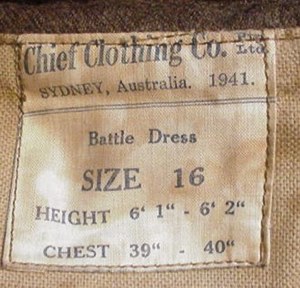 Chief Clothing Co. Pty. Ltd.
SYDNEY, Australia. 1941.
Battle Dress
SIZE 16
HEIGHT 6' 1" - 6' 2"
CHEST 39" - 40"